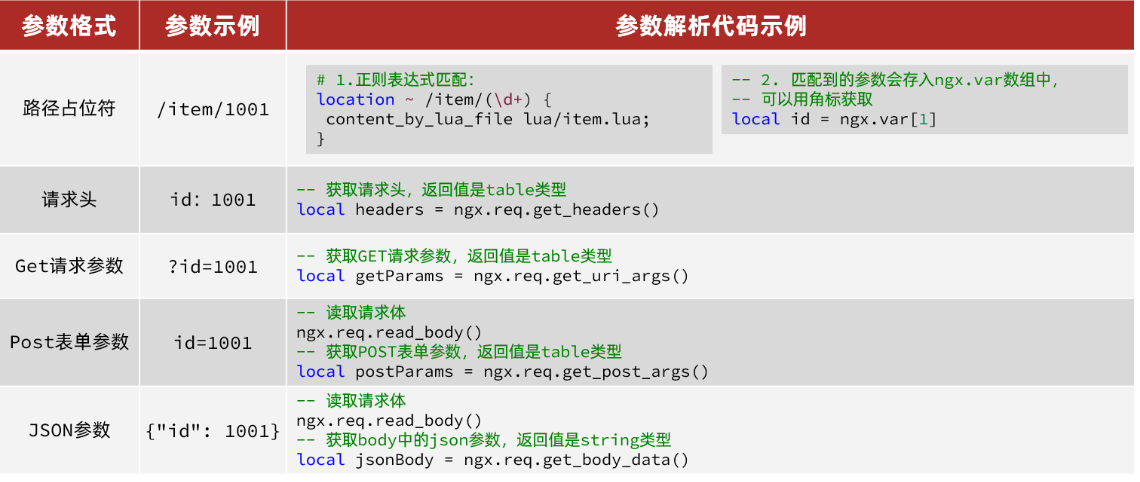 参数格式 参数示例 参数解析代码示例
路径占位符 /item/1001
# 1.正则表达式匹配：
location ~ /item/(\d+) {
content_by_lua_file lua/item.lua;
}
-- 2. 匹配到的参数会存入ngx.var数组中，
-- 可以用角标获取
local id = ngx.var[1]
请求头 id：1001
-- 获取请求头，返回值是table类型
local headers = ngx.req.get_headers()
Get请求参数 ?id=1001
-- 获取GET请求参数，返回值是table类型
local getParams = ngx.req.get_uri_args()
Post表单参数 id=1001
-- 读取请求体
ngx.req.read_body()
-- 获取POST表单参数，返回值是table类型
local postParams = ngx.req.get_post_args()
JSON参数 {"id": 1001}
-- 读取请求体
ngx.req.read_body()
-- 获取body中的json参数，返回值是string类型
local jsonBody = ngx.req.get_body_data()